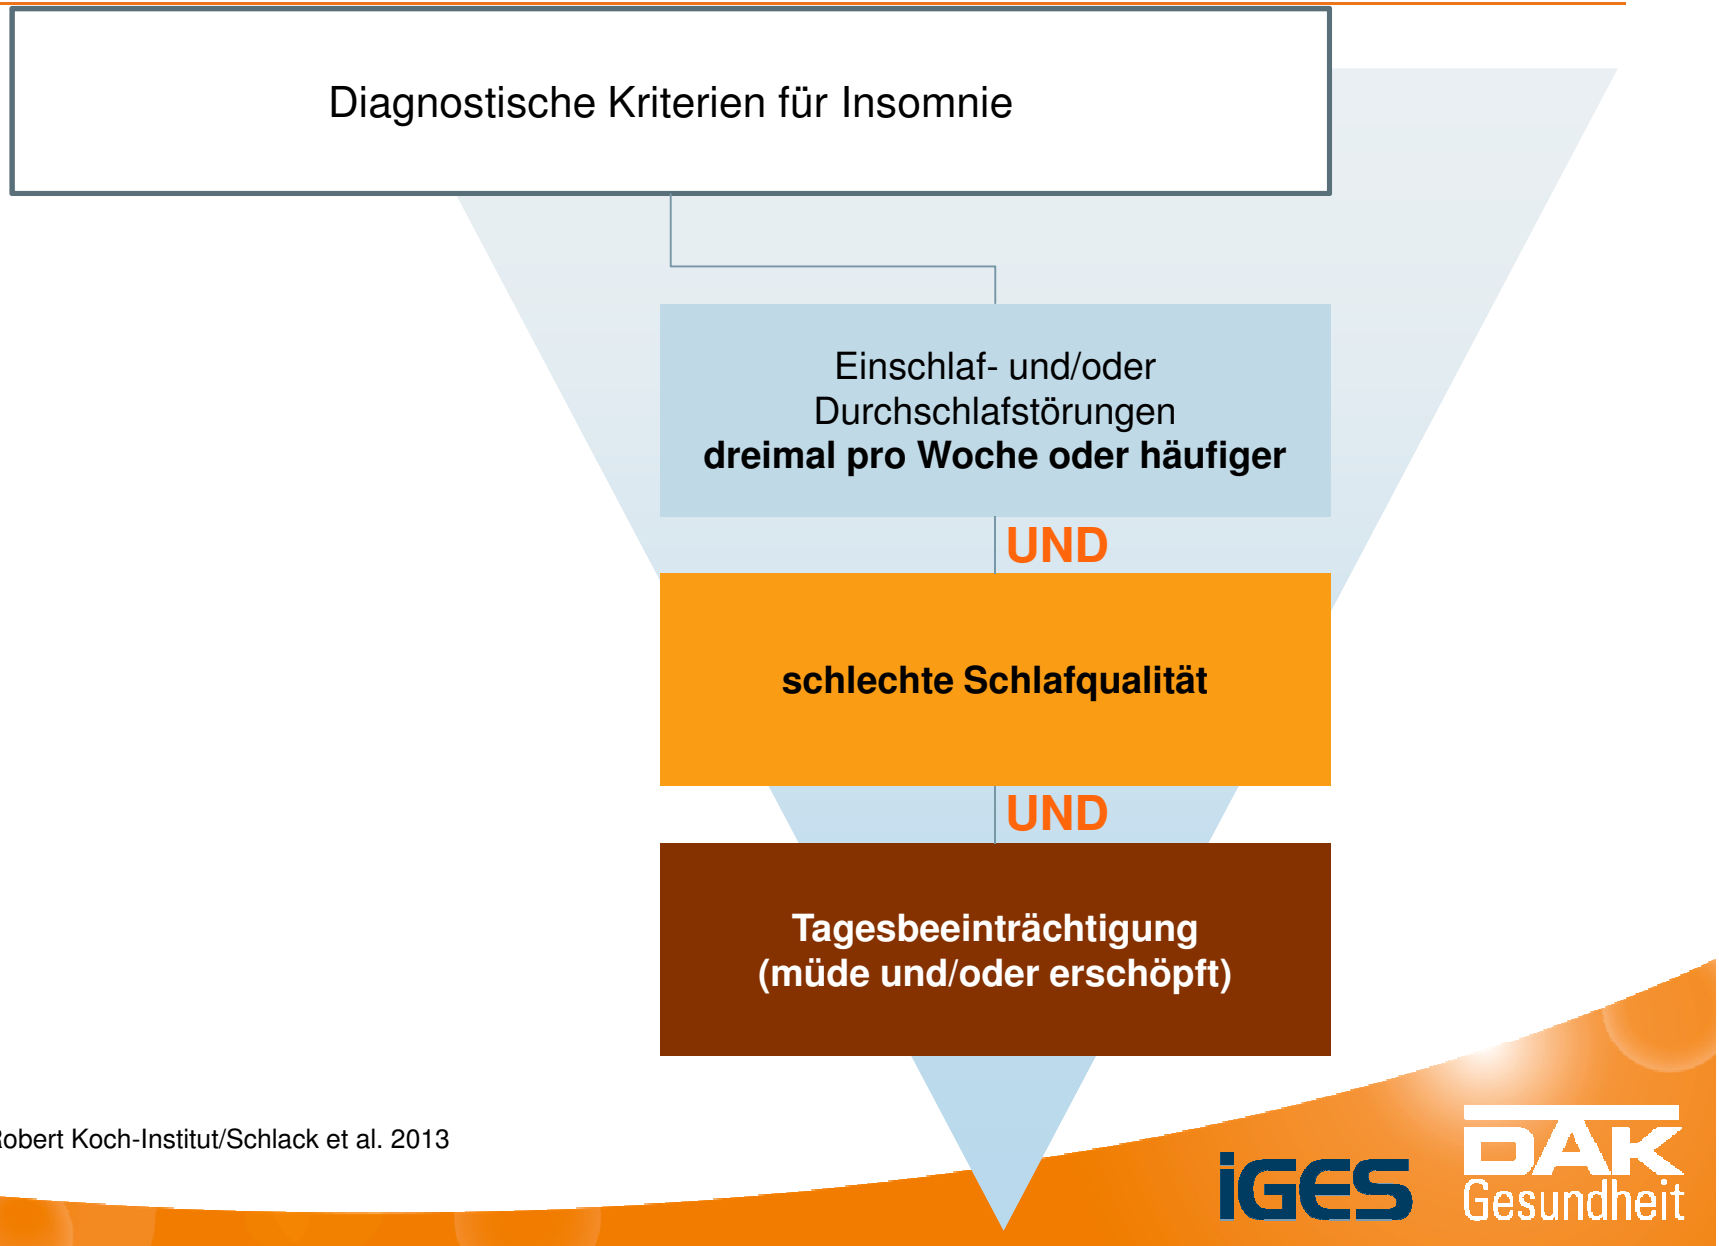 Diagnostische Kriterien für Insomnie
Einschlaf- und/oder
Durchschlafstörungen
dreimal pro Woche oder häufiger
UND
schlechte Schlafqualität
UND
Tagesbeeinträchtigung
(müde und/oder erschöpft)
obert Koch-Institut/Schlack et al. 2013
iGES
DAK
Gesundheit